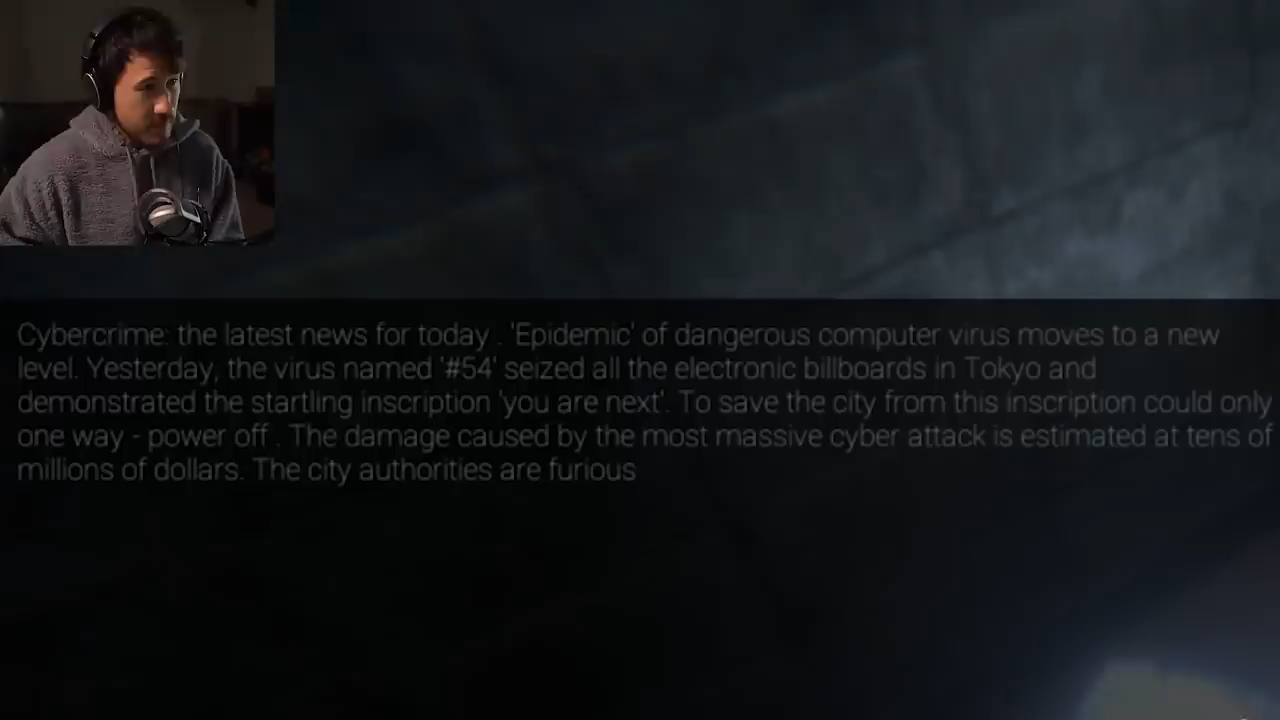 Cybercrime: the latest news for today . 'Epidemic' of dangerous computer virus moves to a new
level. Yesterday, the virus named '#54' seized all the electronic billboards in Tokyo and
demonstrated the startling inscription 'you are next'. To save the city from this inscription could only
one way - power off . The damage caused by the most massive cyber attack is estimated at tens of
millions of dollars. The city authorities are furious